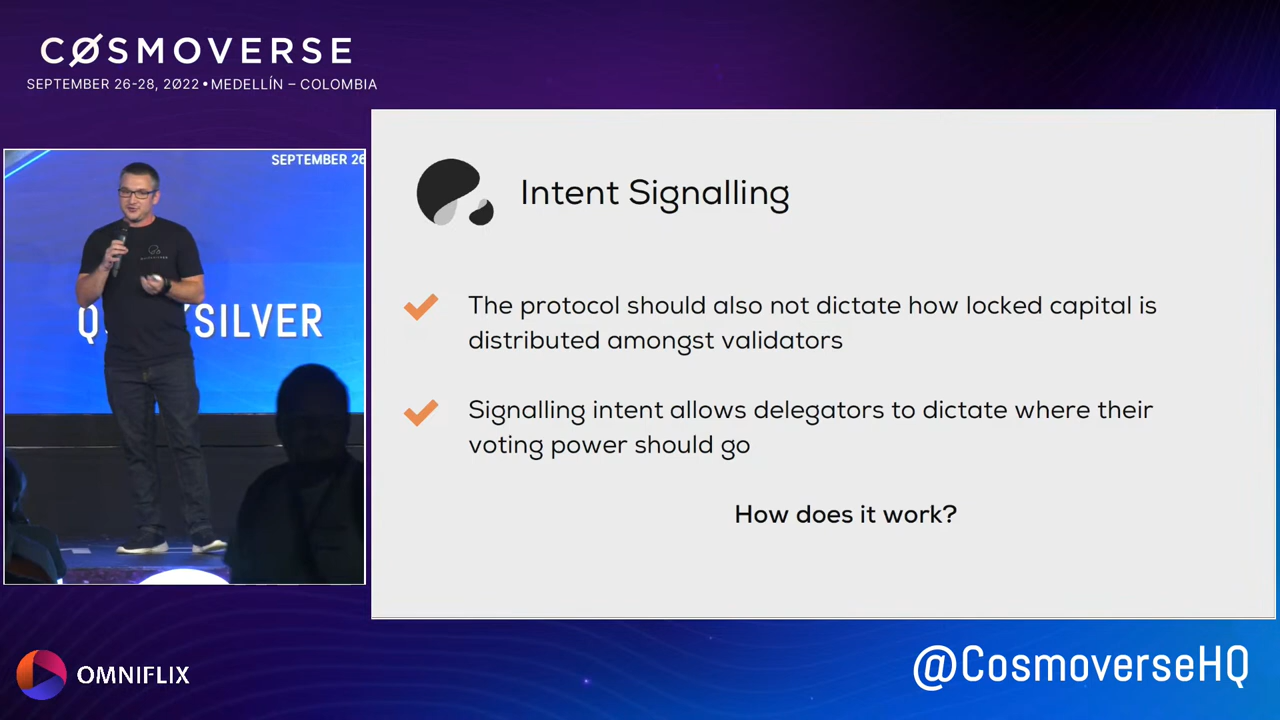 CØSMOVERSE
SEPTEMBER 26-28, 2022 • MEDELLÍN – COLOMBIA
SEPTEMBER 26
SILVER
Intent Signalling
The protocol should also not dictate how locked capital is
distributed amongst validators
Signalling intent allows delegators to dictate where their
voting power should go
How does it work?
OMNIFLIX
@CosmoverseHQ